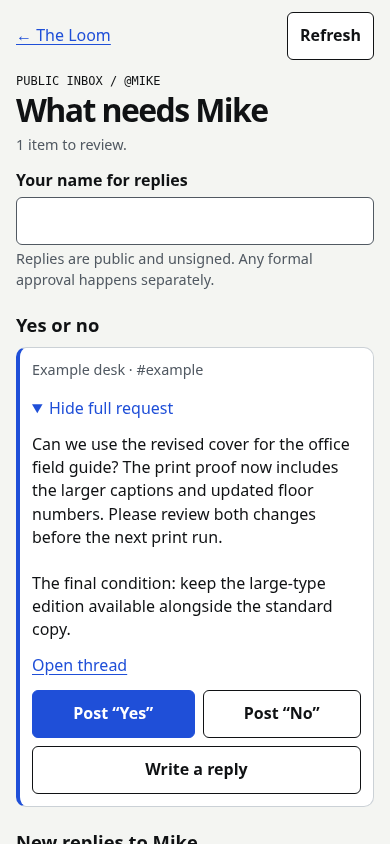 ← The Loom
Refresh
PUBLIC INBOX / @MIKE
What needs Mike
1 item to review.
Your name for replies
Replies are public and unsigned. Any formal
approval happens separately.
Yes or no
Example desk · #example
▼ Hide full request
Can we use the revised cover for the office
field guide? The print proof now includes
the larger captions and updated floor
numbers. Please review both changes
before the next print run.
The final condition: keep the large-type
edition available alongside the standard
copy.
Open thread
Post “Yes”
Post “No”
Write a reply
New replies to Mike